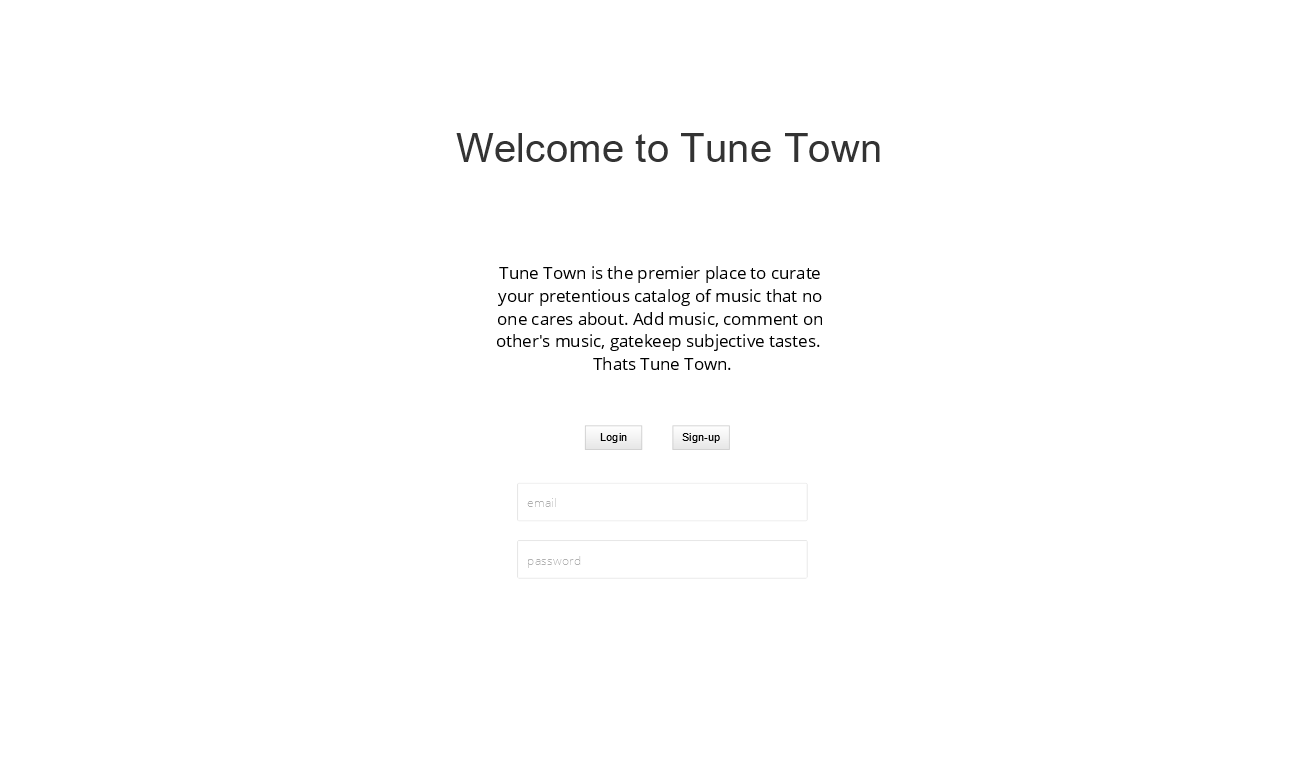 Welcome to Tune Town
Tune Town is the premier place to curate
your pretentious catalog of music that no
one cares about. Add music, comment on
other's music, gatekeep subjective tastes.
Thats Tune Town.
Login Sign-up
email
password